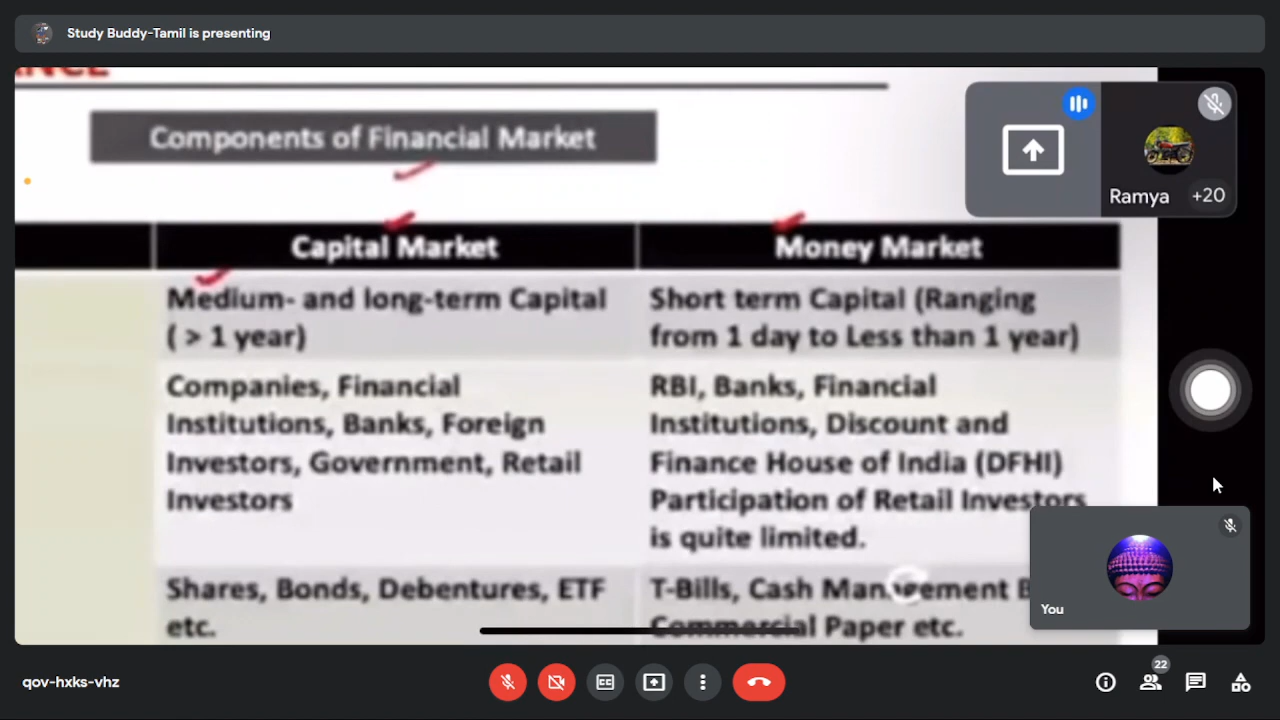 Study Buddy-Tamil is presenting
Components of Financial Market
Ramya +20
Capital Market
Money Market
Medium- and long-term Capital
( > 1 year)
Short term Capital (Ranging
from 1 day to Less than 1 year)
Companies, Financial
Institutions, Banks, Foreign
Investors, Government, Retail
Investors
RBI, Banks, Financial
Institutions, Discount and
Finance House of India (DFHI)
Participation of Retail Investors
is quite limited.
Shares, Bonds, Debentures, ETF
etc.
T-Bills, Cash Management
Commercial Paper etc.
You
qov-hxks-vhz
CC
22